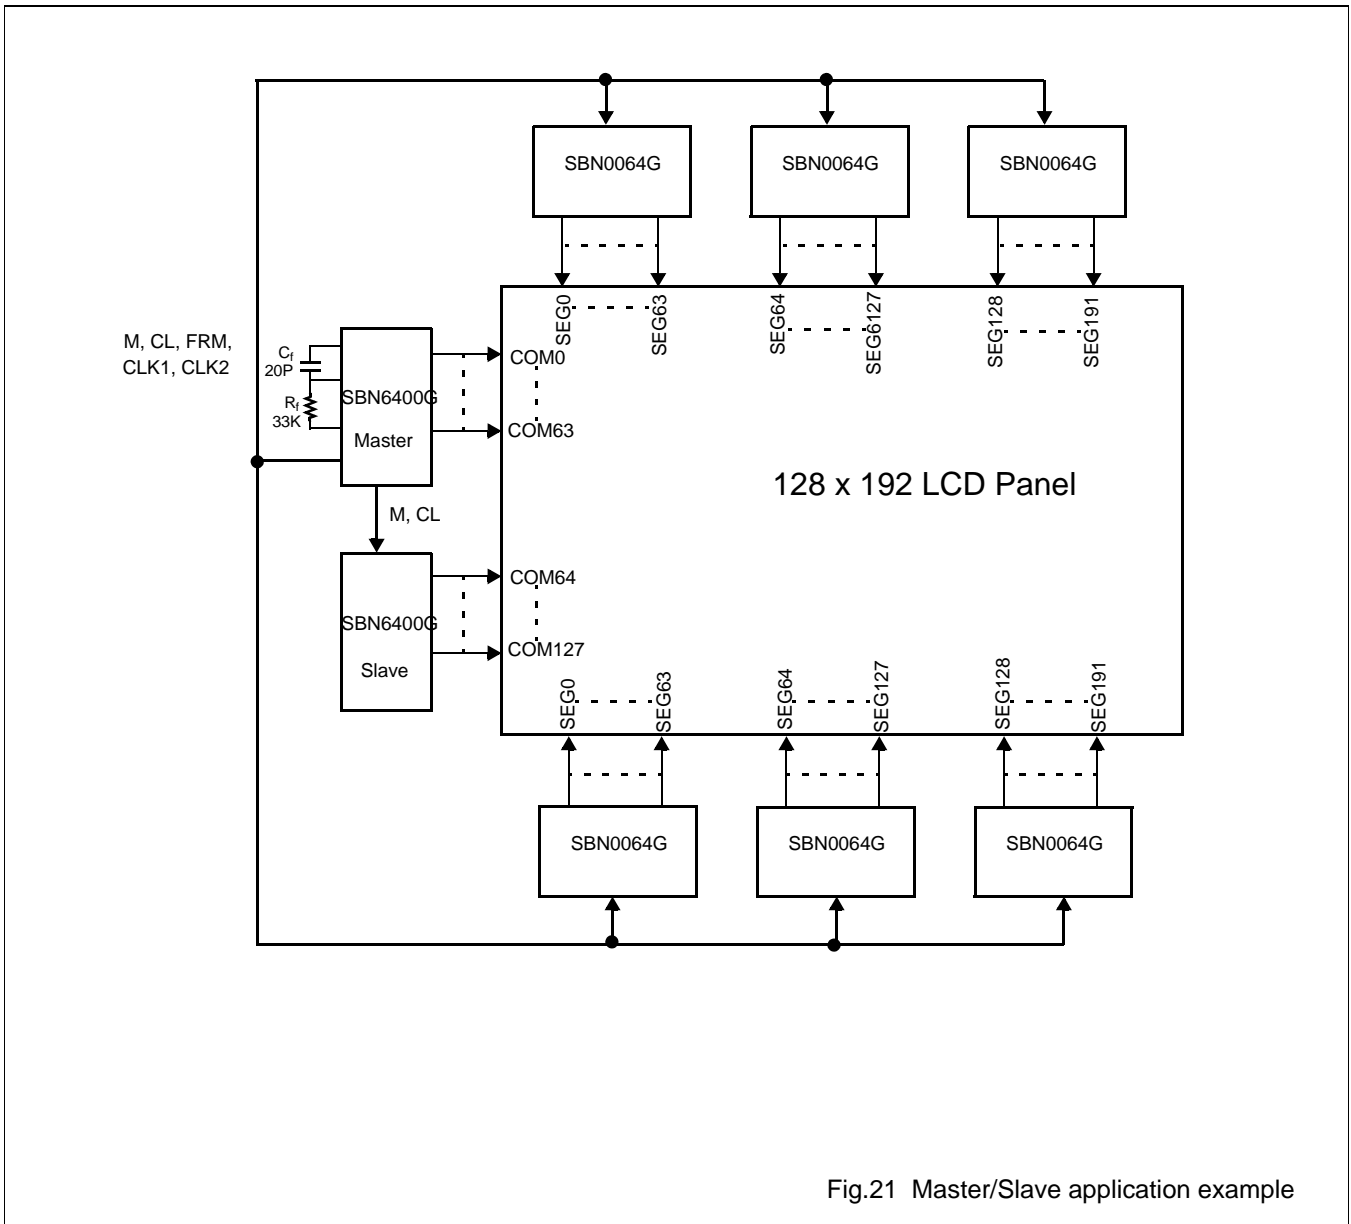 SBN0064G
SBN0064G
SBN0064G
SEG0
SEG63
SEG64
SEG6127
SEG128
SEG191
M, CL, FRM,
CLK1, CLK2
Cf
20P
Rf
33K
SBN6400G
Master
COM0
COM63
128 x 192 LCD Panel
M, CL
SBN6400G
Slave
COM64
COM127
SEG0
SEG63
SEG64
SEG127
SEG128
SEG191
SBN0064G
SBN0064G
SBN0064G
Fig.21 Master/Slave application example